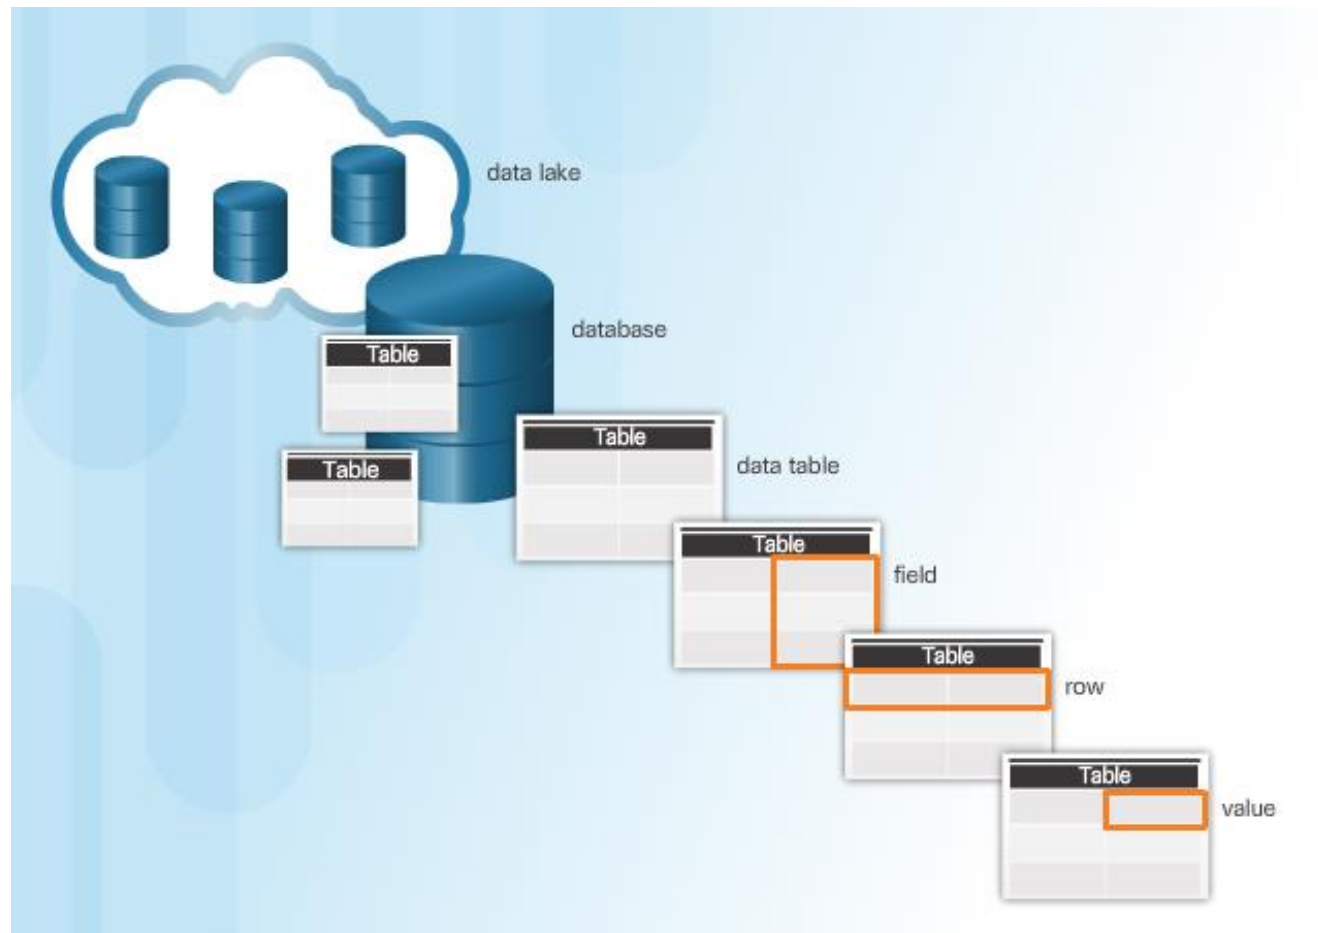 data lake
database
Table
Table
data table
Table
Table
field
Table
row
Table
value